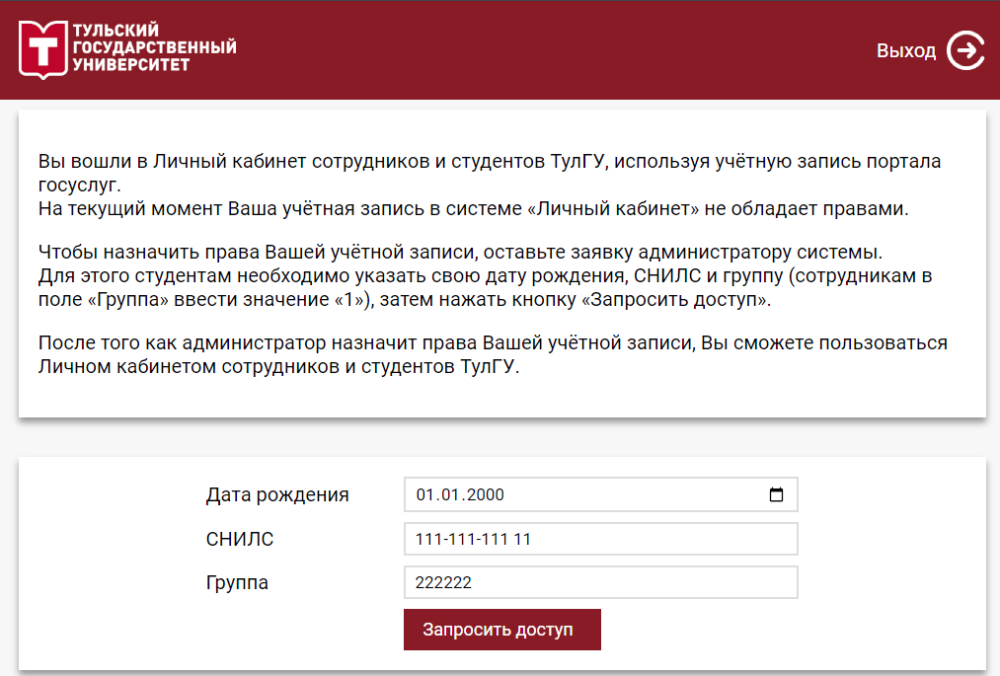 ТУЛЬСКИЙ
ГОСУДАРСТВЕННЫЙ
УНИВЕРСИТЕТ
Выход
Вы вошли в Личный кабинет сотрудников и студентов ТулГУ, используя учётную запись портала
госуслуг.
На текущий момент Ваша учётная запись в системе «Личный кабинет» не обладает правами.
Чтобы назначить права Вашей учётной записи, оставьте заявку администратору системы.
Для этого студентам необходимо указать свою дату рождения, СНИЛС и группу (сотрудникам в
поле «Группа» ввести значение «1»), затем нажать кнопку «Запросить доступ».
После того как администратор назначит права Вашей учётной записи, Вы сможете пользоваться
Личном кабинетом сотрудников и студентов ТулГУ.
Дата рождения 01.01.2000
СНИЛС 111-111-111 11
Группа 222222
Запросить доступ